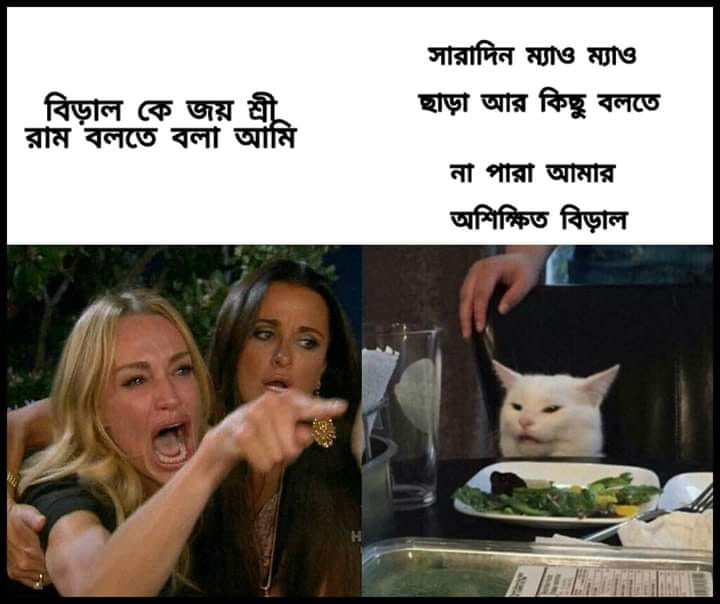 বিড়াল কে জয় শ্রী
রাম বলতে বলা আমি
সারাদিন ম্যাও ম্যাও
ছাড়া আর কিছু বলতে
না পারা আমার
অশিক্ষিত বিড়াল